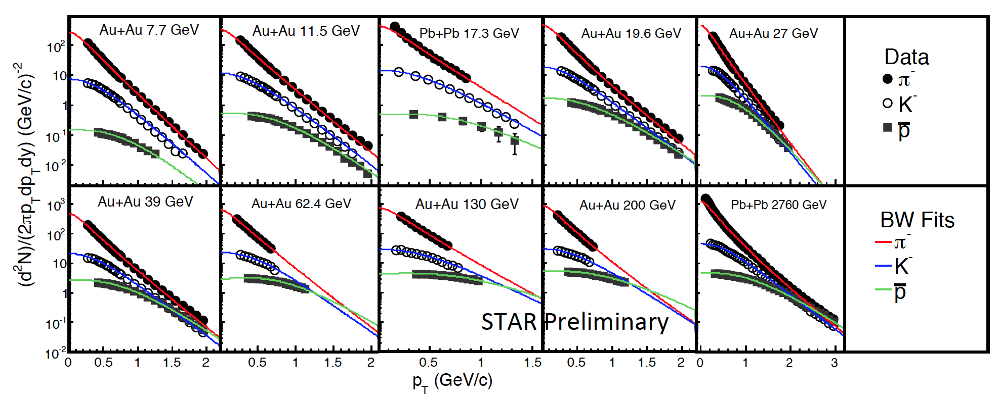 Au+Au 7.7 GeV
Au+Au 11.5 GeV
Pb+Pb 17.3 GeV
Au+Au 19.6 GeV
Au+Au 27 GeV
10²
10
1
10⁻¹
10⁻²
Data
π⁻
K⁻
p̅
(d²N)/(2πp_T dp_T dy) (GeV/c)⁻²
Au+Au 39 GeV
Au+Au 62.4 GeV
Au+Au 130 GeV
Au+Au 200 GeV
Pb+Pb 2760 GeV
10³
10²
10
1
10⁻¹
10⁻²
BW Fits
π⁻
K⁻
p̅
STAR Preliminary
0 0.5 1 1.5 2 0.5 1 1.5 2 0.5 1 1.5 0.5 1 1.5 2 0 1 2 3
p_T (GeV/c)